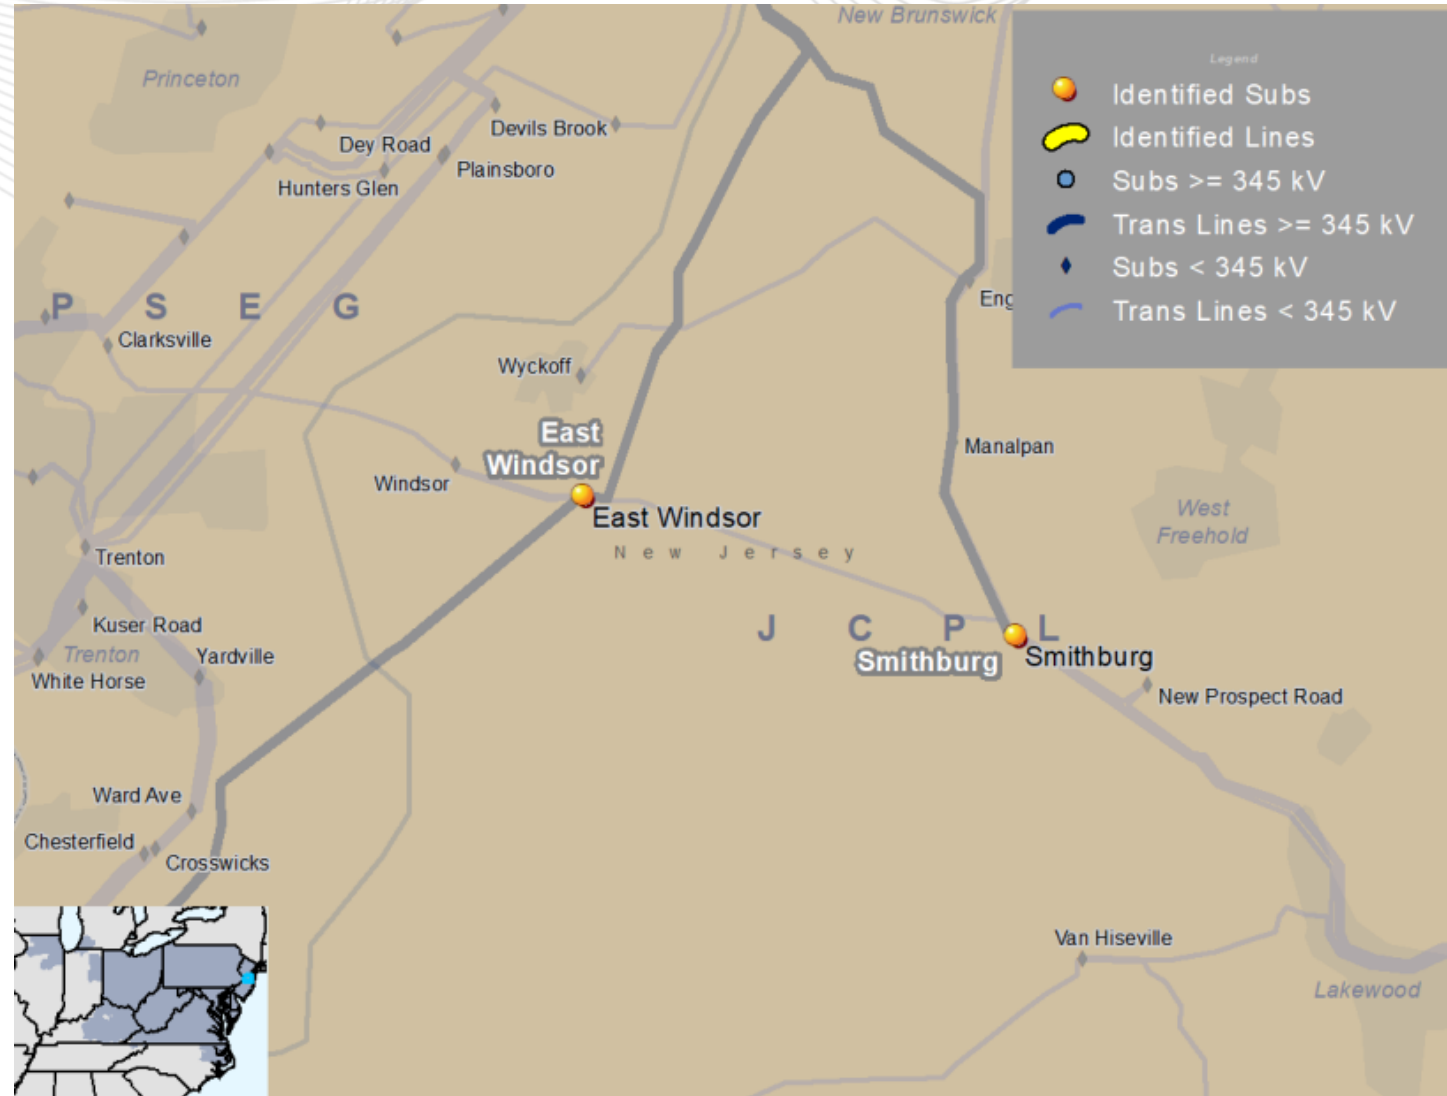 New Brunswick
Legend
Identified Subs
Identified Lines
Subs >= 345 kV
Trans Lines >= 345 kV
Subs < 345 kV
Trans Lines < 345 kV
Princeton
Devils Brook
Dey Road
Plainsboro
Hunters Glen
P S E G
Eng
Clarksville
Wyckoff
East
Windsor
Manalpan
Windsor
East Windsor
West
Freehold
New Jersey
Trenton
Kuser Road
J C P L
Trenton
Yardville
Smithburg
Smithburg
White Horse
New Prospect Road
Ward Ave
Chesterfield
Crosswicks
Van Hiseville
Lakewood